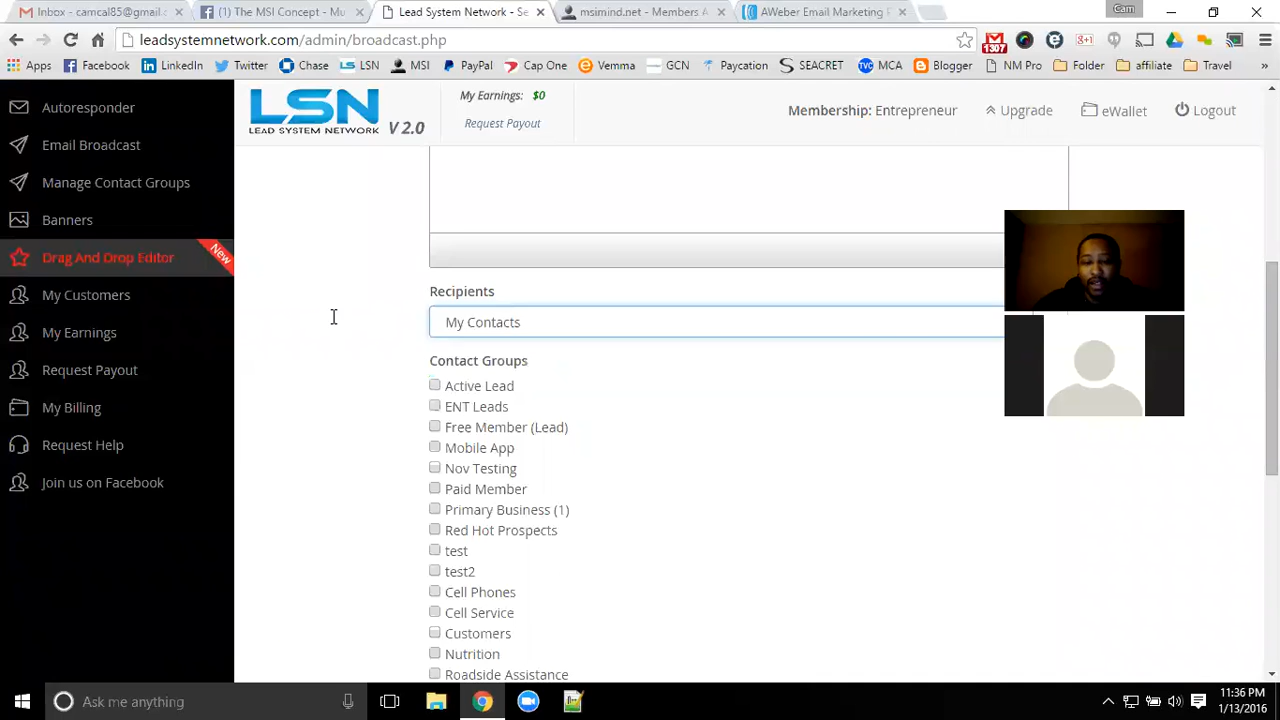 Inbox - camcal85@gmail.c
(1) The MSI Concept - Mu
Lead System Network - Se
msimind.net - Members A
AWeber Email Marketing F
Cam
leadsystemnetwork.com/admin/broadcast.php
1307
Apps
Facebook
LinkedIn
Twitter
Chase
LSN
MSI
PayPal
Cap One
Vemma
GCN
Paycation
SEACRET
TVC MCA
Blogger
NM Pro
Folder
affiliate
Travel
Autoresponder
Email Broadcast
Manage Contact Groups
Banners
Drag And Drop Editor
New
My Customers
My Earnings
Request Payout
My Billing
Request Help
Join us on Facebook
LSN
LEAD SYSTEM NETWORK
V 2.0
My Earnings: $0
Request Payout
Membership: Entrepreneur
Upgrade
eWallet
Logout
Recipients
My Contacts
Contact Groups
Active Lead
ENT Leads
Free Member (Lead)
Mobile App
Nov Testing
Paid Member
Primary Business (1)
Red Hot Prospects
test
test2
Cell Phones
Cell Service
Customers
Nutrition
Roadside Assistance
Ask me anything
11:36 PM
1/13/2016